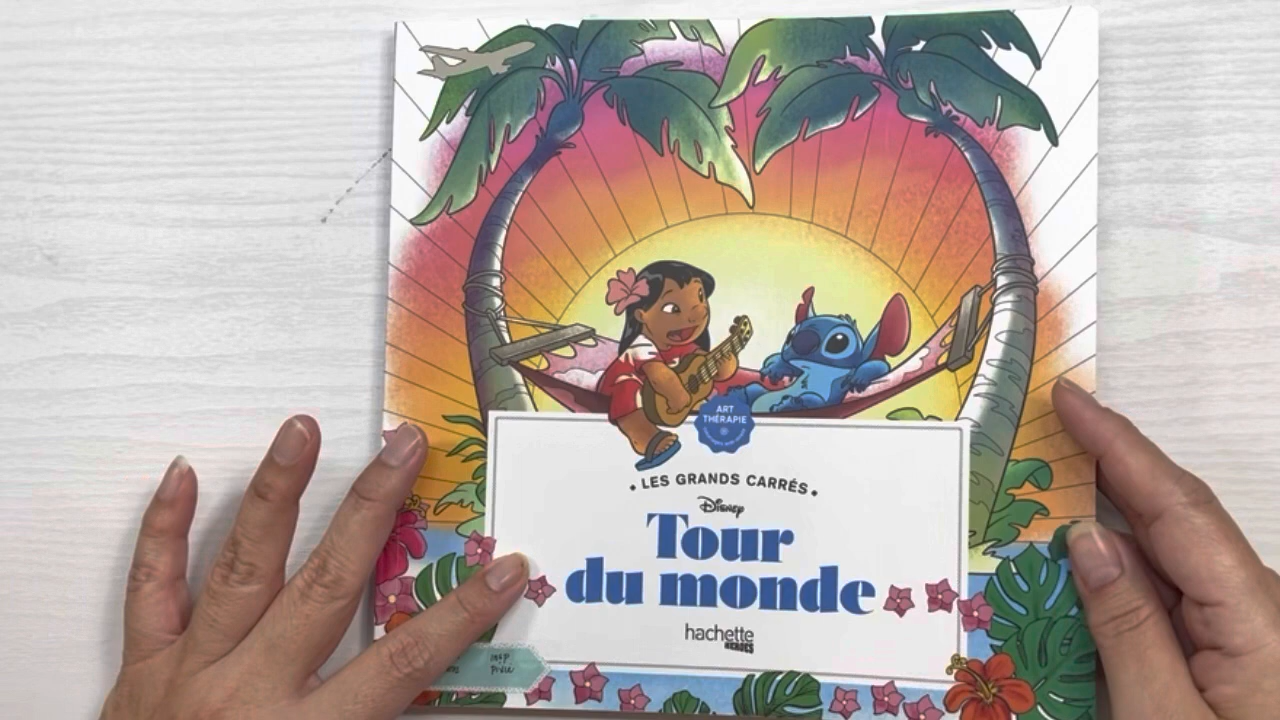 ART
THÉRAPIE
• LES GRANDS CARRÉS •
Disney
Tour
du monde
hachette
HEROES